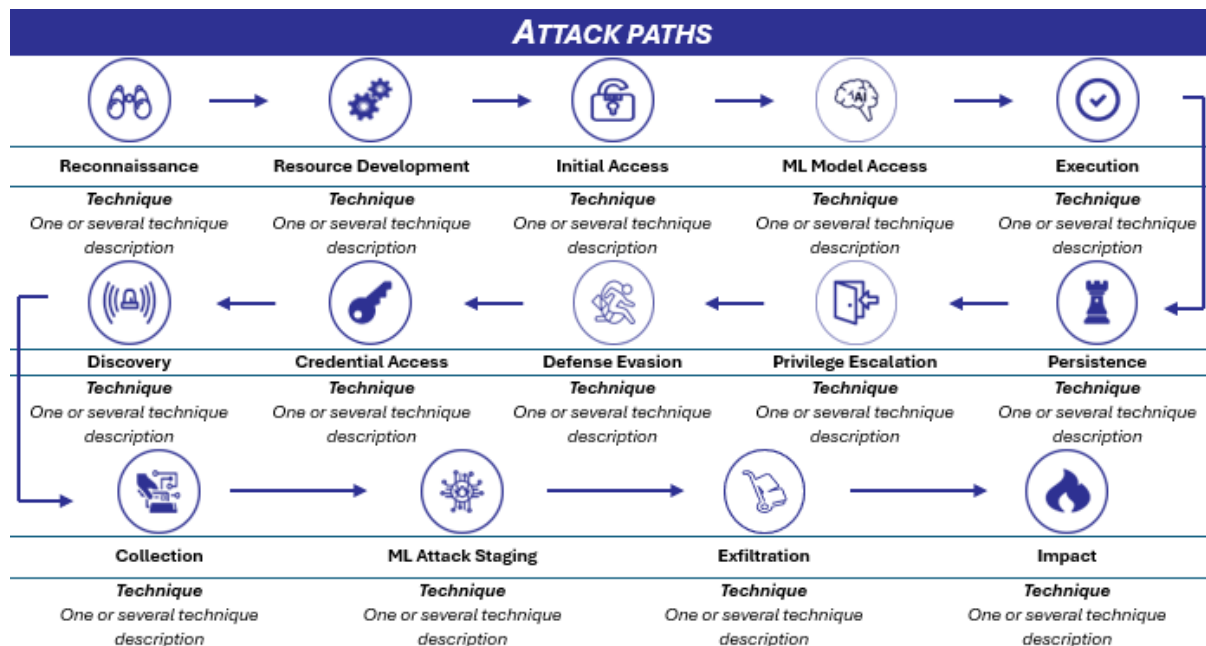 ATTACK PATHS
AI
Reconnaissance
Resource Development
Initial Access
ML Model Access
Execution
Technique
One or several technique
description
Technique
One or several technique
description
Technique
One or several technique
description
Technique
One or several technique
description
Technique
One or several technique
description
Discovery
Credential Access
Defense Evasion
Privilege Escalation
Persistence
Technique
One or several technique
description
Technique
One or several technique
description
Technique
One or several technique
description
Technique
One or several technique
description
Technique
One or several technique
description
Collection
ML Attack Staging
Exfiltration
Impact
Technique
One or several technique
description
Technique
One or several technique
description
Technique
One or several technique
description
Technique
One or several technique
description